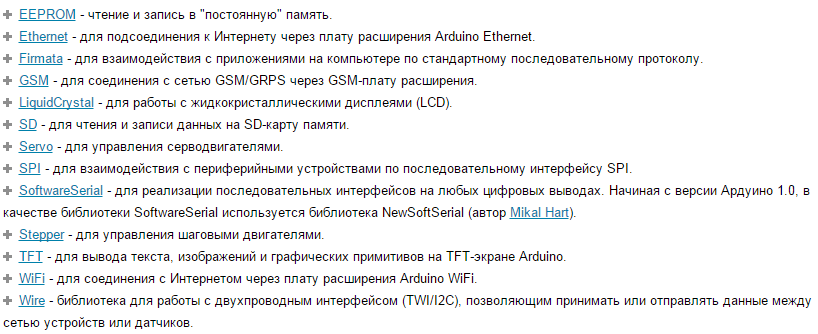 EEPROM - чтение и запись в "постоянную" память.
Ethernet - для подсоединения к Интернету через плату расширения Arduino Ethernet.
Firmata - для взаимодействия с приложениями на компьютере по стандартному последовательному протоколу.
GSM - для соединения с сетью GSM/GRPS через GSM-плату расширения.
LiquidCrystal - для работы с жидкокристаллическими дисплеями (LCD).
SD - для чтения и записи данных на SD-карту памяти.
Servo - для управления серводвигателями.
SPI - для взаимодействия с периферийными устройствами по последовательному интерфейсу SPI.
SoftwareSerial - для реализации последовательных интерфейсов на любых цифровых выводах. Начиная с версии Ардуино 1.0, в
качестве библиотеки SoftwareSerial используется библиотека NewSoftSerial (автор Mikal Hart).
Stepper - для управления шаговыми двигателями.
TFT - для вывода текста, изображений и графических примитивов на TFT-экране Arduino.
WiFi - для соединения с Интернетом через плату расширения Arduino WiFi.
Wire - библиотека для работы с двухпроводным интерфейсом (TWI/I2C), позволяющим принимать или отправлять данные между
сетью устройств или датчиков.